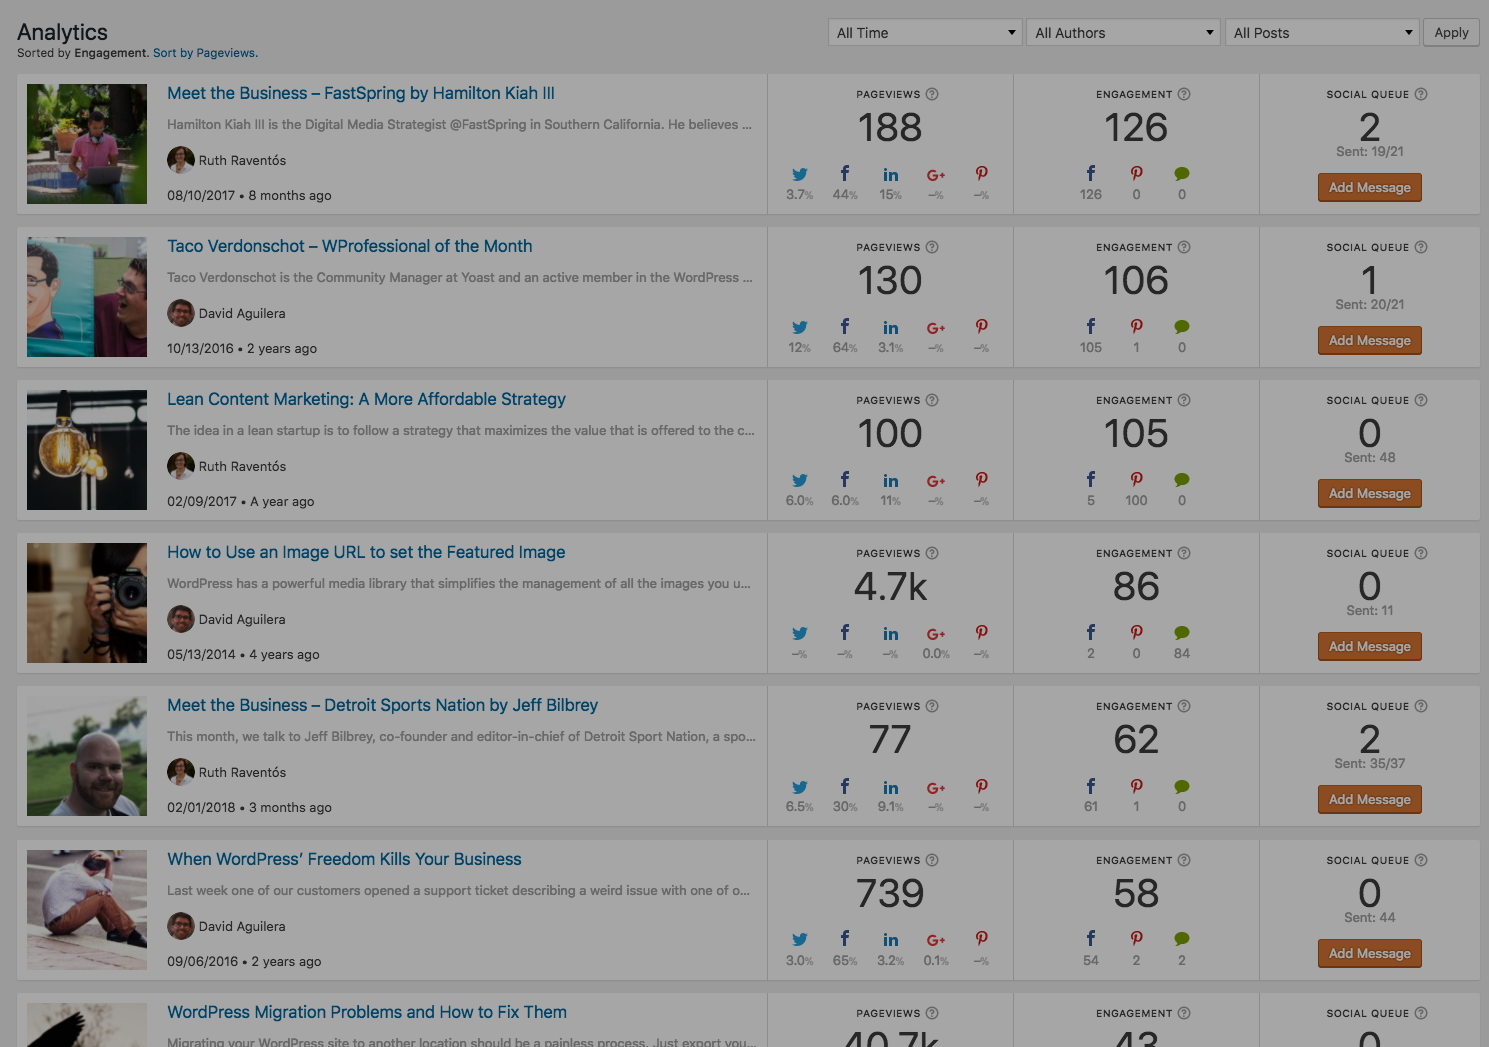 Analytics
Sorted by Engagement. Sort by Pageviews.
All Time
All Authors
All Posts
Apply
Meet the Business – FastSpring by Hamilton Kiah III
Hamilton Kiah III is the Digital Media Strategist @FastSpring in Southern California. He believes ...
Ruth Raventós
08/10/2017 • 8 months ago
PAGEVIEWS ?
188
3.7% 44% 15% –% –%
ENGAGEMENT ?
126
126 0 0
SOCIAL QUEUE ?
2
Sent: 19/21
Add Message
Taco Verdonschot – WProfessional of the Month
Taco Verdonschot is the Community Manager at Yoast and an active member in the WordPress ...
David Aguilera
10/13/2016 • 2 years ago
PAGEVIEWS ?
130
12% 64% 3.1% –% –%
ENGAGEMENT ?
106
105 1 0
SOCIAL QUEUE ?
1
Sent: 20/21
Add Message
Lean Content Marketing: A More Affordable Strategy
The idea in a lean startup is to follow a strategy that maximizes the value that is offered to the c...
Ruth Raventós
02/09/2017 • A year ago
PAGEVIEWS ?
100
6.0% 6.0% 11% –% –%
ENGAGEMENT ?
105
5 100 0
SOCIAL QUEUE ?
0
Sent: 48
Add Message
How to Use an Image URL to set the Featured Image
WordPress has a powerful media library that simplifies the management of all the images you u...
David Aguilera
05/13/2014 • 4 years ago
PAGEVIEWS ?
4.7k
–% –% –% 0.0% –%
ENGAGEMENT ?
86
2 0 84
SOCIAL QUEUE ?
0
Sent: 11
Add Message
Meet the Business – Detroit Sports Nation by Jeff Bilbrey
This month, we talk to Jeff Bilbrey, co-founder and editor-in-chief of Detroit Sport Nation, a spo...
Ruth Raventós
02/01/2018 • 3 months ago
PAGEVIEWS ?
77
6.5% 30% 9.1% –% –%
ENGAGEMENT ?
62
61 1 0
SOCIAL QUEUE ?
2
Sent: 35/37
Add Message
When WordPress’ Freedom Kills Your Business
Last week one of our customers opened a support ticket describing a weird issue with one of o...
David Aguilera
09/06/2016 • 2 years ago
PAGEVIEWS ?
739
3.0% 65% 3.2% 0.1% –%
ENGAGEMENT ?
58
54 2 2
SOCIAL QUEUE ?
0
Sent: 44
Add Message
WordPress Migration Problems and How to Fix Them
Migrating your WordPress site to another location should be a painless process. Just export you...
PAGEVIEWS ?
40.7k
ENGAGEMENT ?
43
SOCIAL QUEUE ?
0